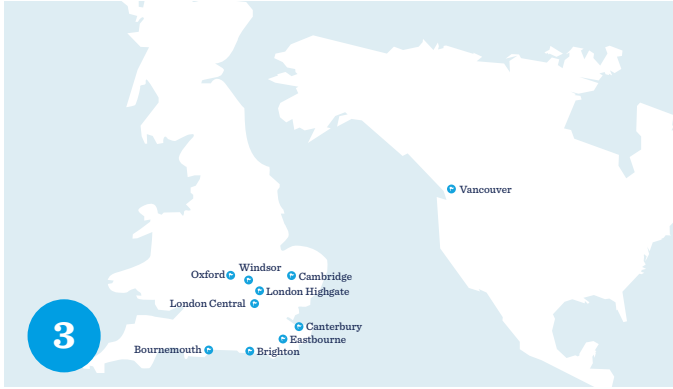 Vancouver
Windsor
Oxford
Cambridge
London Highgate
London Central
Canterbury
Eastbourne
Bournemouth
Brighton
3